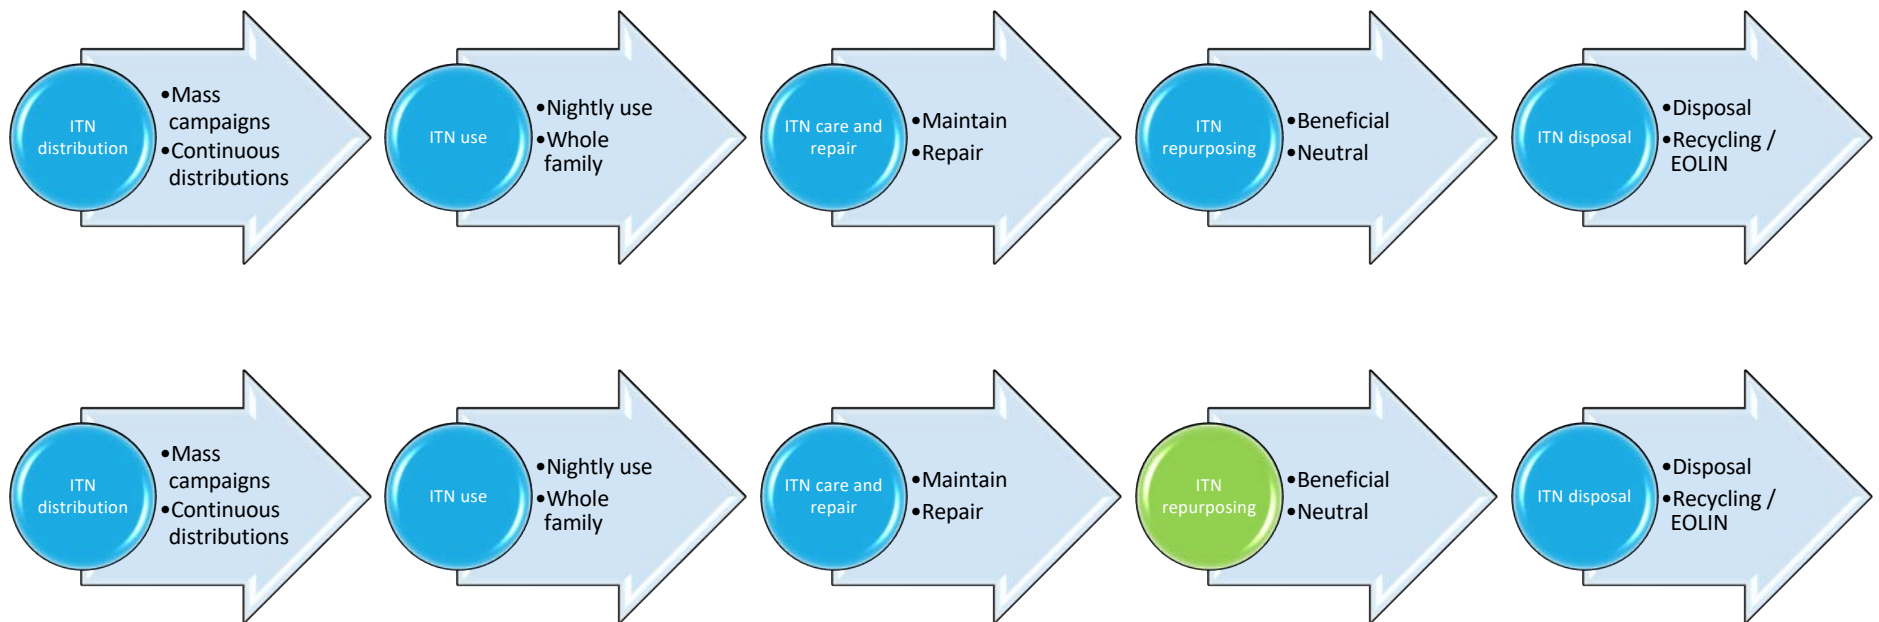 ITN
distribution
•Mass
campaigns
•Continuous
distributions
ITN use
•Nightly use
•Whole
family
ITN care and
repair
•Maintain
•Repair
ITN
repurposing
•Beneficial
•Neutral
ITN disposal
•Disposal
•Recycling /
EOLIN
ITN
distribution
•Mass
campaigns
•Continuous
distributions
ITN use
•Nightly use
•Whole
family
ITN care and
repair
•Maintain
•Repair
ITN
repurposing
•Beneficial
•Neutral
ITN disposal
•Disposal
•Recycling /
EOLIN